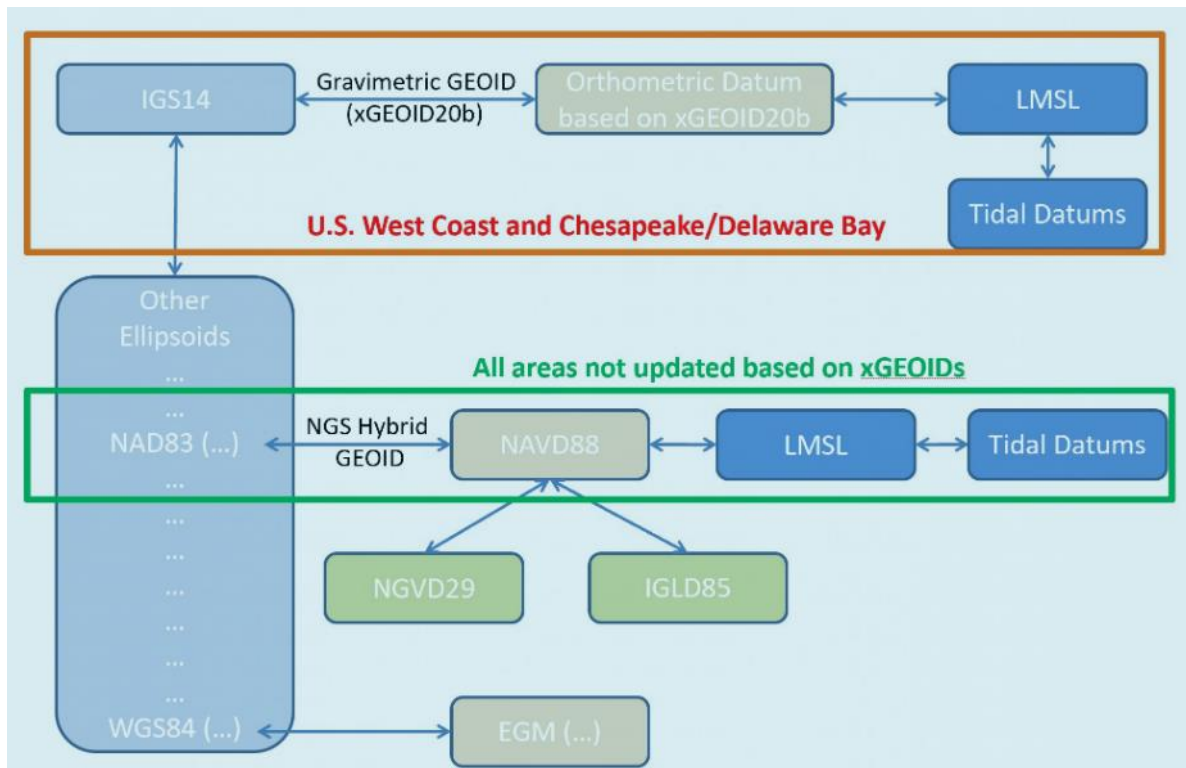 IGS14
Gravimetric GEOID
(xGEOID20b)
Orthometric Datum
based on xGEOID20b
LMSL
Tidal Datums
U.S. West Coast and Chesapeake/Delaware Bay
Other
Ellipsoids
...
All areas not updated based on xGEOIDs
...
NAD83 (...)
NGS Hybrid
GEOID
NAVD88
LMSL
Tidal Datums
...
...
NGVD29
IGLD85
...
...
...
...
...
WGS84 (...)
EGM (...)